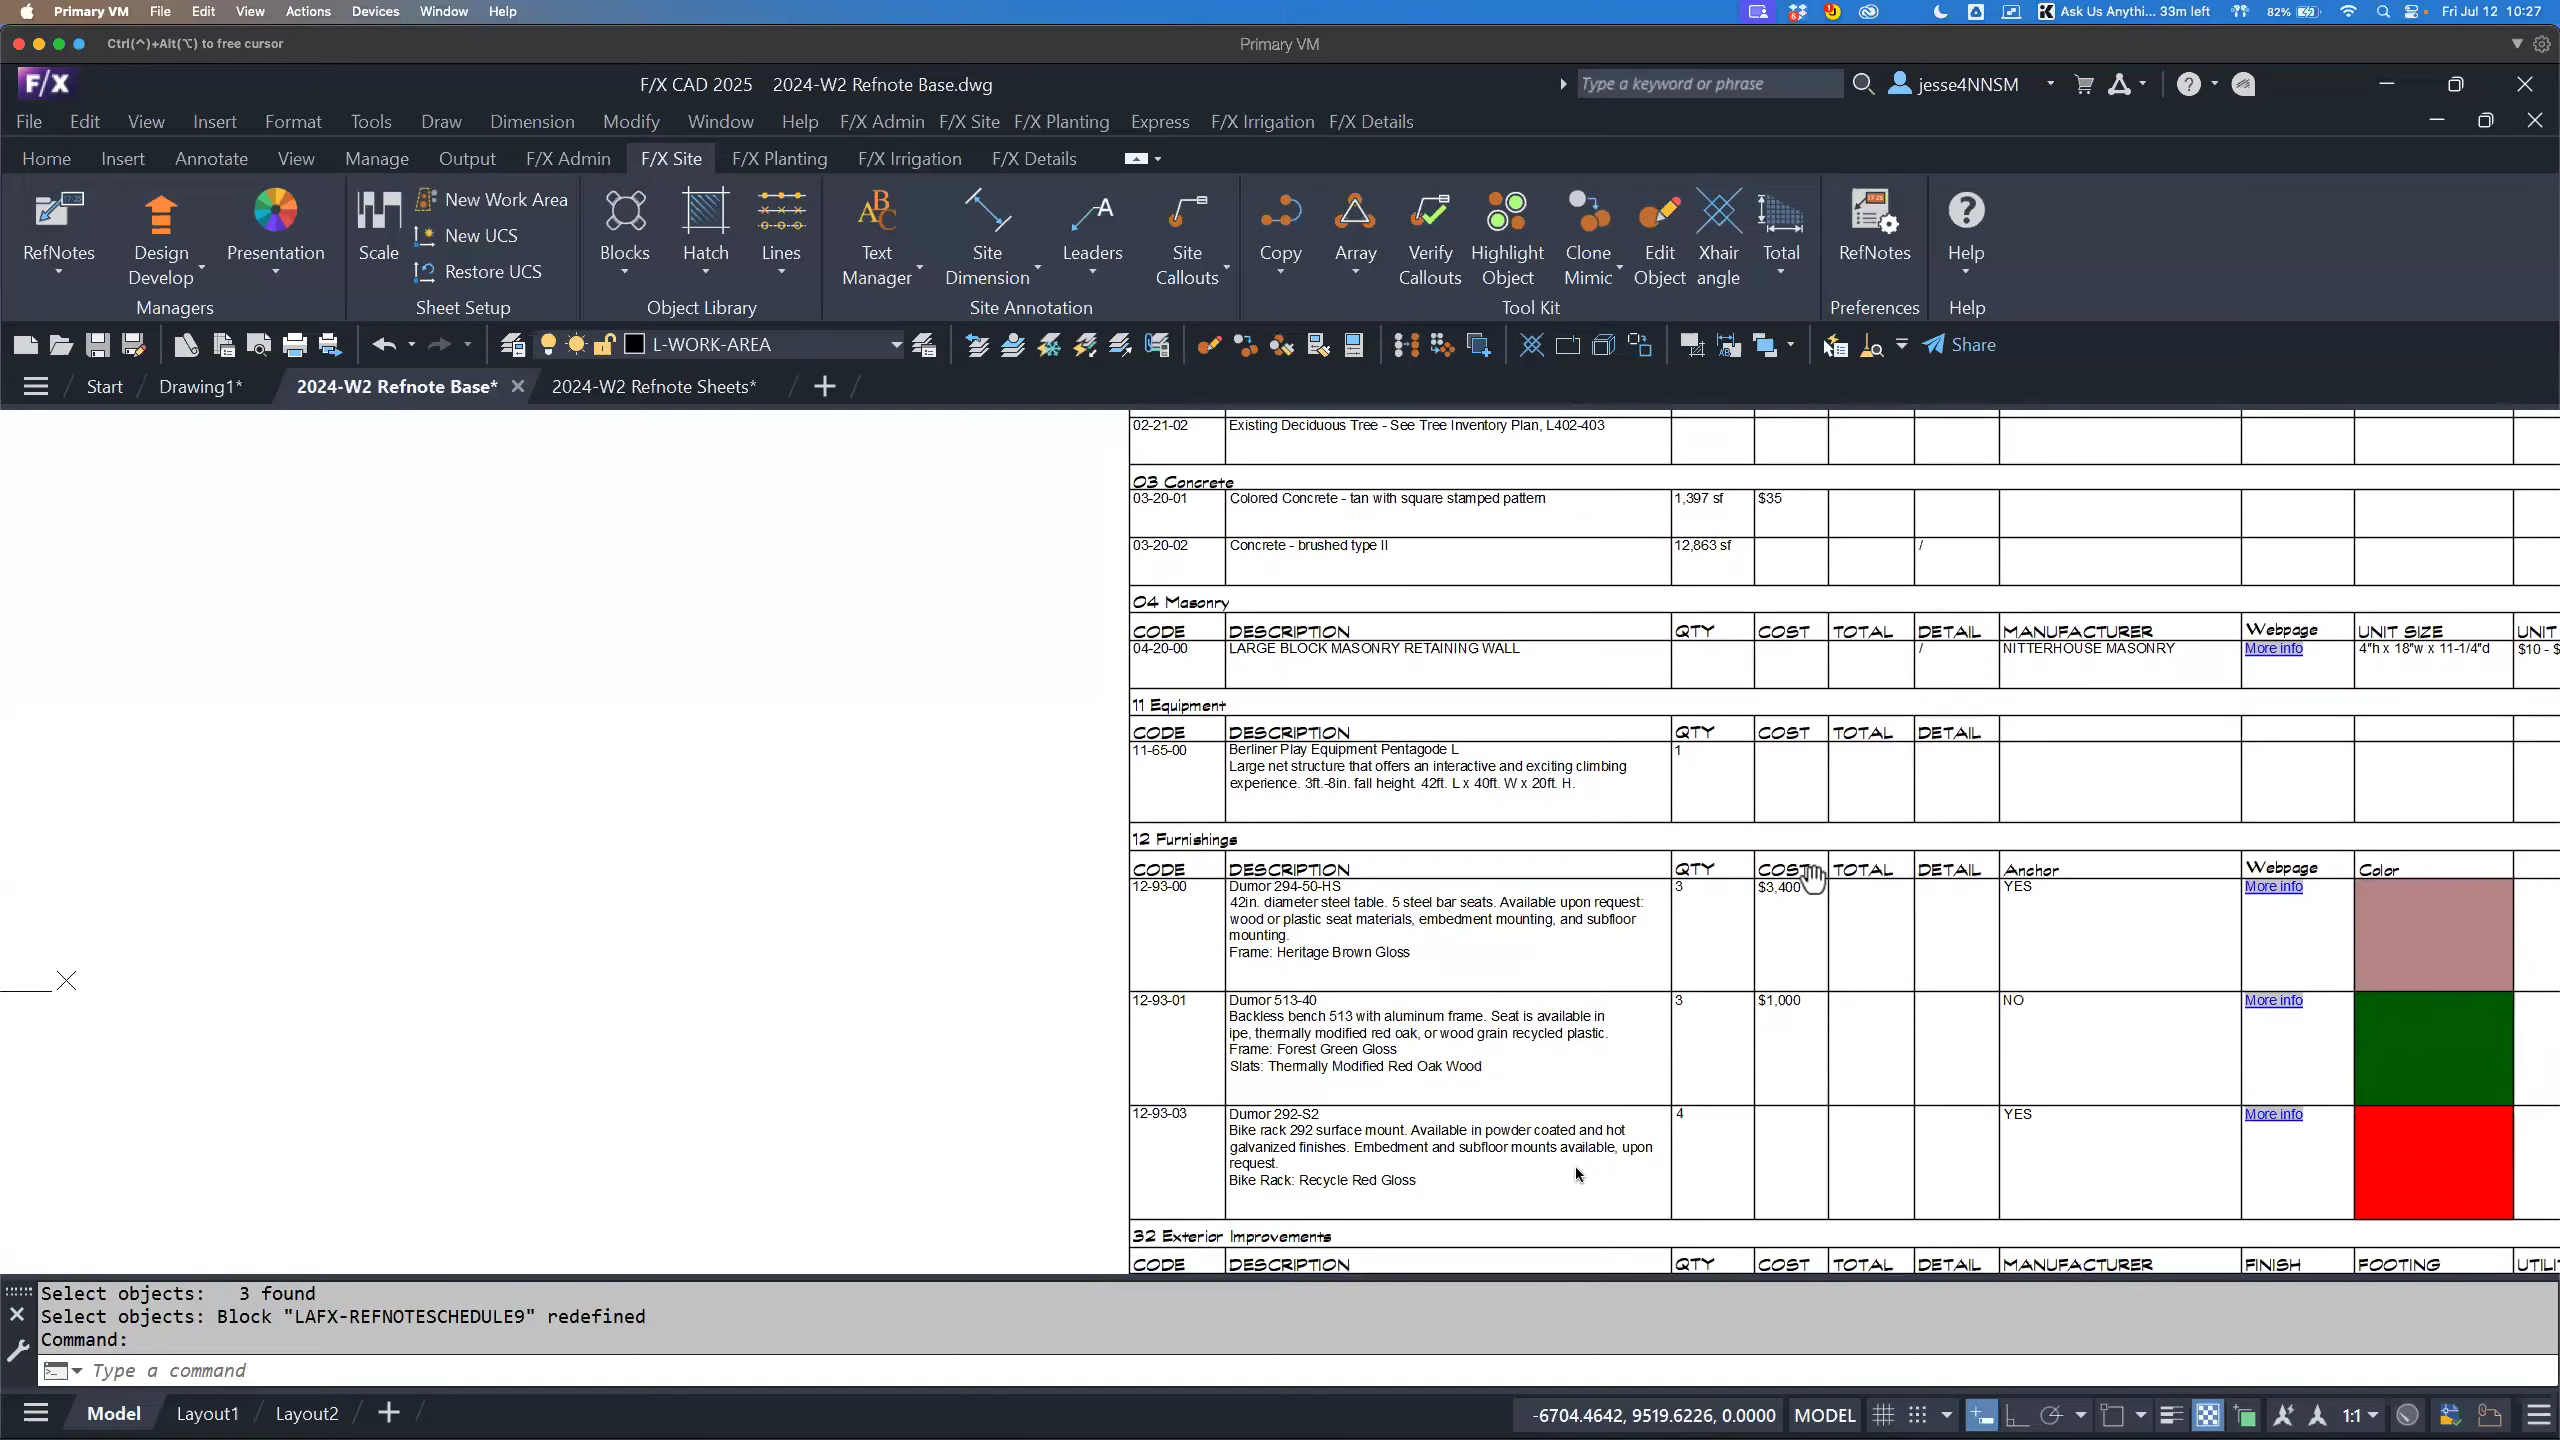 Primary VM File Edit View Actions Devices Window Help Ask Us Anythi... 33m left 82% Fri Jul 12 10:27
Ctrl(^)+Alt(⌥) to free cursor Primary VM
F/X F/X CAD 2025 2024-W2 Refnote Base.dwg Type a keyword or phrase jesse4NNSM
File Edit View Insert Format Tools Draw Dimension Modify Window Help F/X Admin F/X Site F/X Planting Express F/X Irrigation F/X Details
Home Insert Annotate View Manage Output F/X Admin F/X Site F/X Planting F/X Irrigation F/X Details
RefNotes Design Develop Presentation Scale New Work Area New UCS Restore UCS Blocks Hatch Lines Text Manager Site Dimension Leaders Site Callouts Copy Array Verify Callouts Highlight Object Clone Mimic Edit Object Xhair angle Total RefNotes Help
Managers Sheet Setup Object Library Site Annotation Tool Kit Preferences Help
L-WORK-AREA Share
Start Drawing1* 2024-W2 Refnote Base* 2024-W2 Refnote Sheets*
02-21-02 Existing Deciduous Tree - See Tree Inventory Plan, L402-403
03 Concrete
03-20-01 Colored Concrete - tan with square stamped pattern 1,397 sf $35
03-20-02 Concrete - brushed type II 12,863 sf /
04 Masonry
CODE DESCRIPTION QTY COST TOTAL DETAIL MANUFACTURER Webpage UNIT SIZE UNIT
04-20-00 LARGE BLOCK MASONRY RETAINING WALL / NITTERHOUSE MASONRY More info 4"h x 18"w x 11-1/4"d $10 - $
11 Equipment
CODE DESCRIPTION QTY COST TOTAL DETAIL
11-65-00 Berliner Play Equipment Pentagode L 1
Large net structure that offers an interactive and exciting climbing
experience. 3ft.-8in. fall height. 42ft. L x 40ft. W x 20ft. H.
12 Furnishings
CODE DESCRIPTION QTY COST TOTAL DETAIL Anchor Webpage Color
12-93-00 Dumor 294-50-HS 3 $3,400 YES More info
42in. diameter steel table. 5 steel bar seats. Available upon request:
wood or plastic seat materials, embedment mounting, and subfloor
mounting.
Frame: Heritage Brown Gloss
12-93-01 Dumor 513-40 3 $1,000 NO More info
Backless bench 513 with aluminum frame. Seat is available in
ipe, thermally modified red oak, or wood grain recycled plastic.
Frame: Forest Green Gloss
Slats: Thermally Modified Red Oak Wood
12-93-03 Dumor 292-S2 4 YES More info
Bike rack 292 surface mount. Available in powder coated and hot
galvanized finishes. Embedment and subfloor mounts available, upon
request.
Bike Rack: Recycle Red Gloss
32 Exterior Improvements
CODE DESCRIPTION QTY COST TOTAL DETAIL MANUFACTURER FINISH FOOTING UTILI
Select objects: 3 found
Select objects: Block "LAFX-REFNOTESCHEDULE9" redefined
Command:
Type a command
Model Layout1 Layout2 -6704.4642, 9519.6226, 0.0000 MODEL 1:1